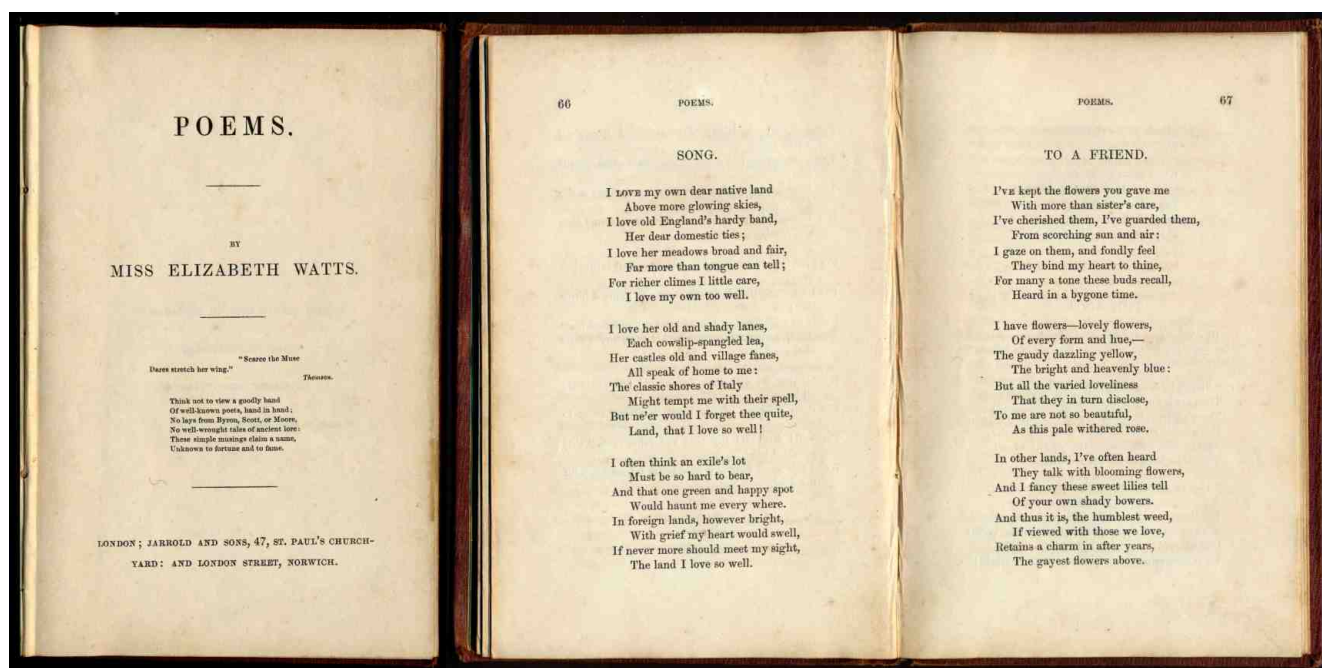 POEMS.
BY
MISS ELIZABETH WATTS.
"Scarce the Muse
Dares stretch her wing."
Thomson.
Think not to view a goodly band
Of well-known poets, hand in hand;
No lays from Byron, Scott, or Moore,
No well-wrought tales of ancient lore:
These simple musings claim a name,
Unknown to fortune and to fame.
LONDON; JARROLD AND SONS, 47, ST. PAUL'S CHURCH-
YARD: AND LONDON STREET, NORWICH.
66 POEMS.
SONG.
I LOVE my own dear native land
Above more glowing skies,
I love old England's hardy band,
Her dear domestic ties;
I love her meadows broad and fair,
Far more than tongue can tell;
For richer climes I little care,
I love my own too well.
I love her old and shady lanes,
Each cowslip-spangled lea,
Her castles old and village fanes,
All speak of home to me:
The classic shores of Italy
Might tempt me with their spell,
But ne'er would I forget thee quite,
Land, that I love so well!
I often think an exile's lot
Must be so hard to bear,
And that one green and happy spot
Would haunt me every where.
In foreign lands, however bright,
With grief my heart would swell,
If never more should meet my sight,
The land I love so well.
POEMS. 67
TO A FRIEND.
I'VE kept the flowers you gave me
With more than sister's care,
I've cherished them, I've guarded them,
From scorching sun and air:
I gaze on them, and fondly feel
They bind my heart to thine,
For many a tone these buds recall,
Heard in a bygone time.
I have flowers—lovely flowers,
Of every form and hue,—
The gaudy dazzling yellow,
The bright and heavenly blue:
But all the varied loveliness
That they in turn disclose,
To me are not so beautiful,
As this pale withered rose.
In other lands, I've often heard
They talk with blooming flowers,
And I fancy these sweet lilies tell
Of your own shady bowers.
And thus it is, the humblest weed,
If viewed with those we love,
Retains a charm in after years,
The gayest flowers above.